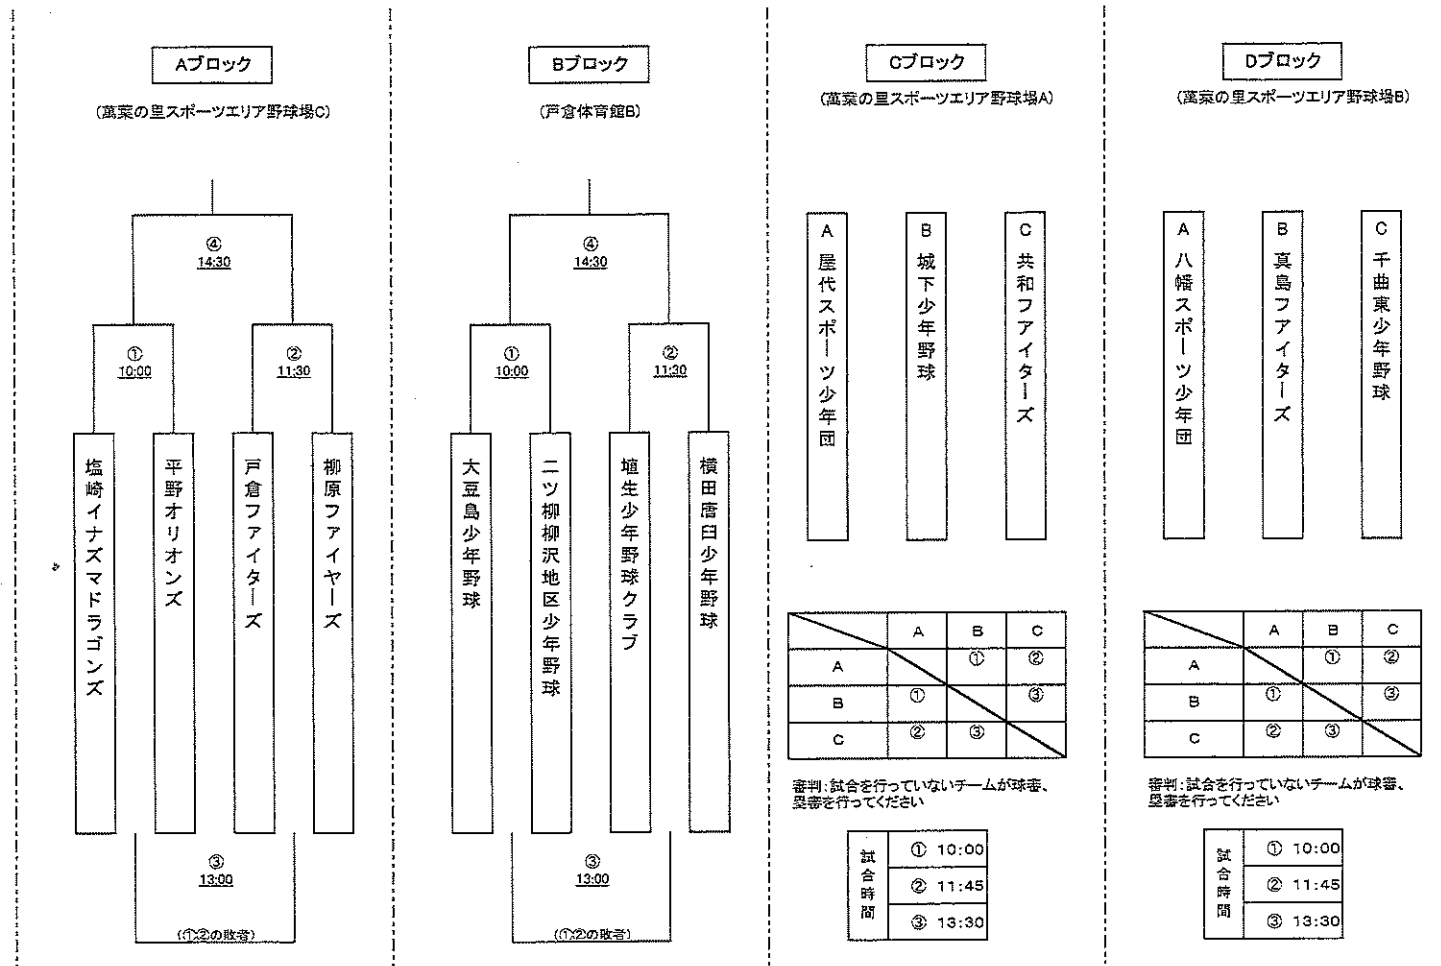 Aブロック
(萬葉の里スポーツエリア野球場C)
④
14:30
①
10:00
②
11:30
塩崎イナズマドラゴンズ
平野オリオンズ
戸倉ファイターズ
柳原ファイヤーズ
③
13:00
(①②の敗者)
Bブロック
(戸倉体育館B)
④
14:30
①
10:00
②
11:30
大豆島少年野球
二ツ柳柳沢地区少年野球
埴生少年野球クラブ
横田唐臼少年野球
③
13:00
(①②の敗者)
Cブロック
(萬葉の里スポーツエリア野球場A)
A 屋代スポーツ少年団
B 城下少年野球
C 共和ファイターズ
A B C
A ① ②
B ① ③
C ② ③
審判:試合を行っていないチームが球審、
塁審を行ってください
試合時間
① 10:00
② 11:45
③ 13:30
Dブロック
(萬葉の里スポーツエリア野球場B)
A 八幡スポーツ少年団
B 真島ファイターズ
C 千曲東少年野球
A B C
A ① ②
B ① ③
C ② ③
審判:試合を行っていないチームが球審、
塁審を行ってください
試合時間
① 10:00
② 11:45
③ 13:30